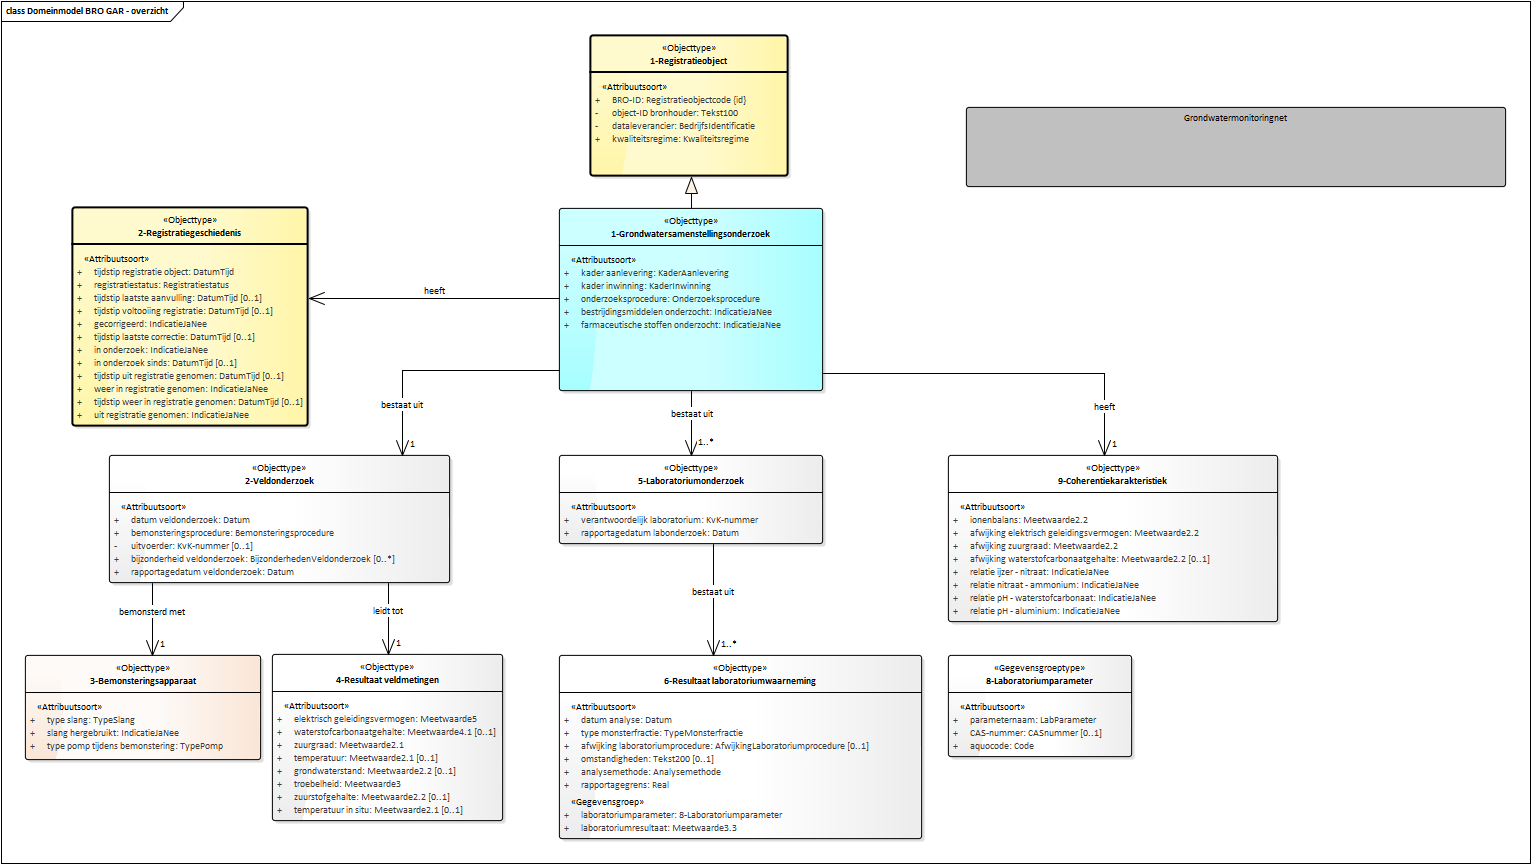 class Domeinmodel BRO GAR - overzicht
«Objecttype»
1-Registratieobject
«Attribuutsoort»
+ BRO-ID: Registratieobjectcode {id}
- object-ID bronhouder: Tekst100
- dataleverancier: BedrijfsIdentificatie
+ kwaliteitsregime: Kwaliteitsregime
Grondwatermonitoringnet
«Objecttype»
2-Registratiegeschiedenis
«Attribuutsoort»
+ tijdstip registratie object: DatumTijd
+ registratiestatus: Registratiestatus
+ tijdstip laatste aanvulling: DatumTijd [0..1]
+ tijdstip voltooiing registratie: DatumTijd [0..1]
+ gecorrigeerd: IndicatieJaNee
+ tijdstip laatste correctie: DatumTijd [0..1]
+ in onderzoek: IndicatieJaNee
+ in onderzoek sinds: DatumTijd [0..1]
+ tijdstip uit registratie genomen: DatumTijd [0..1]
+ weer in registratie genomen: IndicatieJaNee
+ tijdstip weer in registratie genomen: DatumTijd [0..1]
+ uit registratie genomen: IndicatieJaNee
heeft
«Objecttype»
1-Grondwatersamenstellingsonderzoek
«Attribuutsoort»
+ kader aanlevering: KaderAanlevering
+ kader inwinning: KaderInwinning
+ onderzoeksprocedure: Onderzoeksprocedure
+ bestrijdingsmiddelen onderzocht: IndicatieJaNee
+ farmaceutische stoffen onderzocht: IndicatieJaNee
bestaat uit
1
bestaat uit
1..*
heeft
1
«Objecttype»
2-Veldonderzoek
«Attribuutsoort»
+ datum veldonderzoek: Datum
+ bemonsteringsprocedure: Bemonsteringsprocedure
- uitvoerder: KvK-nummer [0..1]
+ bijzonderheid veldonderzoek: BijzonderhedenVeldonderzoek [0..*]
+ rapportagedatum veldonderzoek: Datum
«Objecttype»
5-Laboratoriumonderzoek
«Attribuutsoort»
+ verantwoordelijk laboratorium: KvK-nummer
+ rapportagedatum labonderzoek: Datum
«Objecttype»
9-Coherentiekarakteristiek
«Attribuutsoort»
+ ionenbalans: Meetwaarde2.2
+ afwijking elektrisch geleidingsvermogen: Meetwaarde2.2
+ afwijking zuurgraad: Meetwaarde2.2
+ afwijking waterstofcarbonaatgehalte: Meetwaarde2.2 [0..1]
+ relatie ijzer - nitraat: IndicatieJaNee
+ relatie nitraat - ammonium: IndicatieJaNee
+ relatie pH - waterstofcarbonaat: IndicatieJaNee
+ relatie pH - aluminium: IndicatieJaNee
bemonsterd met
1
leidt tot
1
bestaat uit
1..*
«Objecttype»
3-Bemonsteringsapparaat
«Attribuutsoort»
+ type slang: TypeSlang
+ slang hergebruikt: IndicatieJaNee
+ type pomp tijdens bemonstering: TypePomp
«Objecttype»
4-Resultaat veldmetingen
«Attribuutsoort»
+ elektrisch geleidingsvermogen: Meetwaarde5
+ waterstofcarbonaatgehalte: Meetwaarde4.1 [0..1]
+ zuurgraad: Meetwaarde2.1
+ temperatuur: Meetwaarde2.1 [0..1]
+ grondwaterstand: Meetwaarde2.2 [0..1]
+ troebelheid: Meetwaarde3
+ zuurstofgehalte: Meetwaarde2.2 [0..1]
+ temperatuur in situ: Meetwaarde2.1 [0..1]
«Objecttype»
6-Resultaat laboratoriumwaarneming
«Attribuutsoort»
+ datum analyse: Datum
+ type monsterfractie: TypeMonsterfractie
+ afwijking laboratoriumprocedure: AfwijkingLaboratoriumprocedure [0..1]
+ omstandigheden: Tekst200 [0..1]
+ analysemethode: Analysemethode
+ rapportagegrens: Real
«Gegevensgroep»
+ laboratoriumparameter: 8-Laboratoriumparameter
+ laboratoriumresultaat: Meetwaarde3.3
«Gegevensgroeptype»
8-Laboratoriumparameter
«Attribuutsoort»
+ parameternaam: LabParameter
+ CAS-nummer: CASnummer [0..1]
+ aquocode: Code